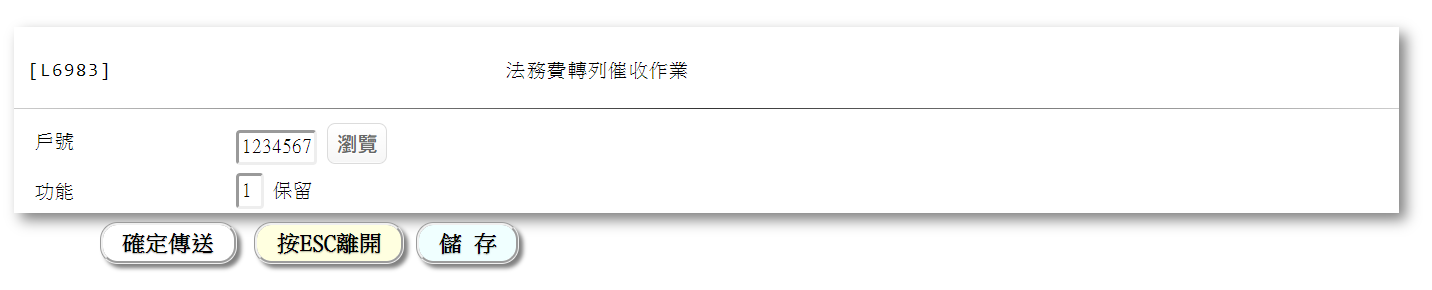 [L6983] 法務費轉列催收作業
戶號 1234567 瀏覽
功能 1 保留
確定傳送 按ESC離開 儲 存